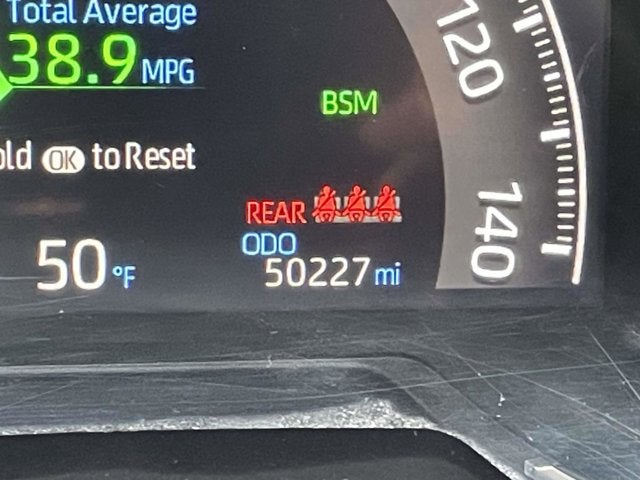 Total Average
38.9 MPG
BSM
old OK to Reset
REAR
ODO
50°F
50227 mi
120
140